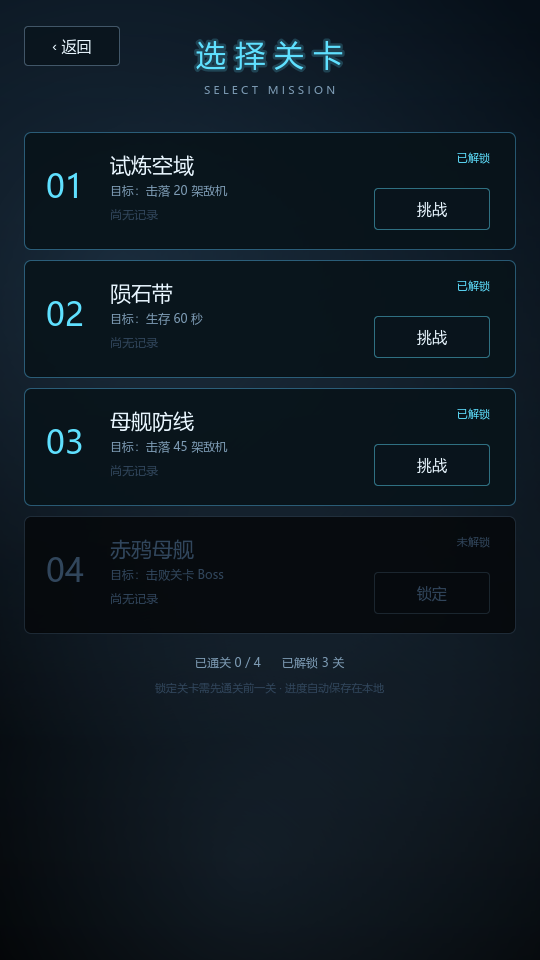 ‹ 返回
选择关卡
SELECT MISSION
01
试炼空域
目标：击落 20 架敌机
尚无记录
已解锁
挑战
02
陨石带
目标：生存 60 秒
尚无记录
已解锁
挑战
03
母舰防线
目标：击落 45 架敌机
尚无记录
已解锁
挑战
04
赤鸦母舰
目标：击败关卡 Boss
尚无记录
未解锁
锁定
已通关 0 / 4 已解锁 3 关
锁定关卡需先通关前一关 · 进度自动保存在本地